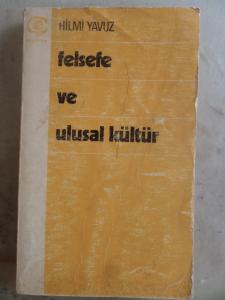 HİLMİ YAVUZ
felsefe
ve
ulusal kültür